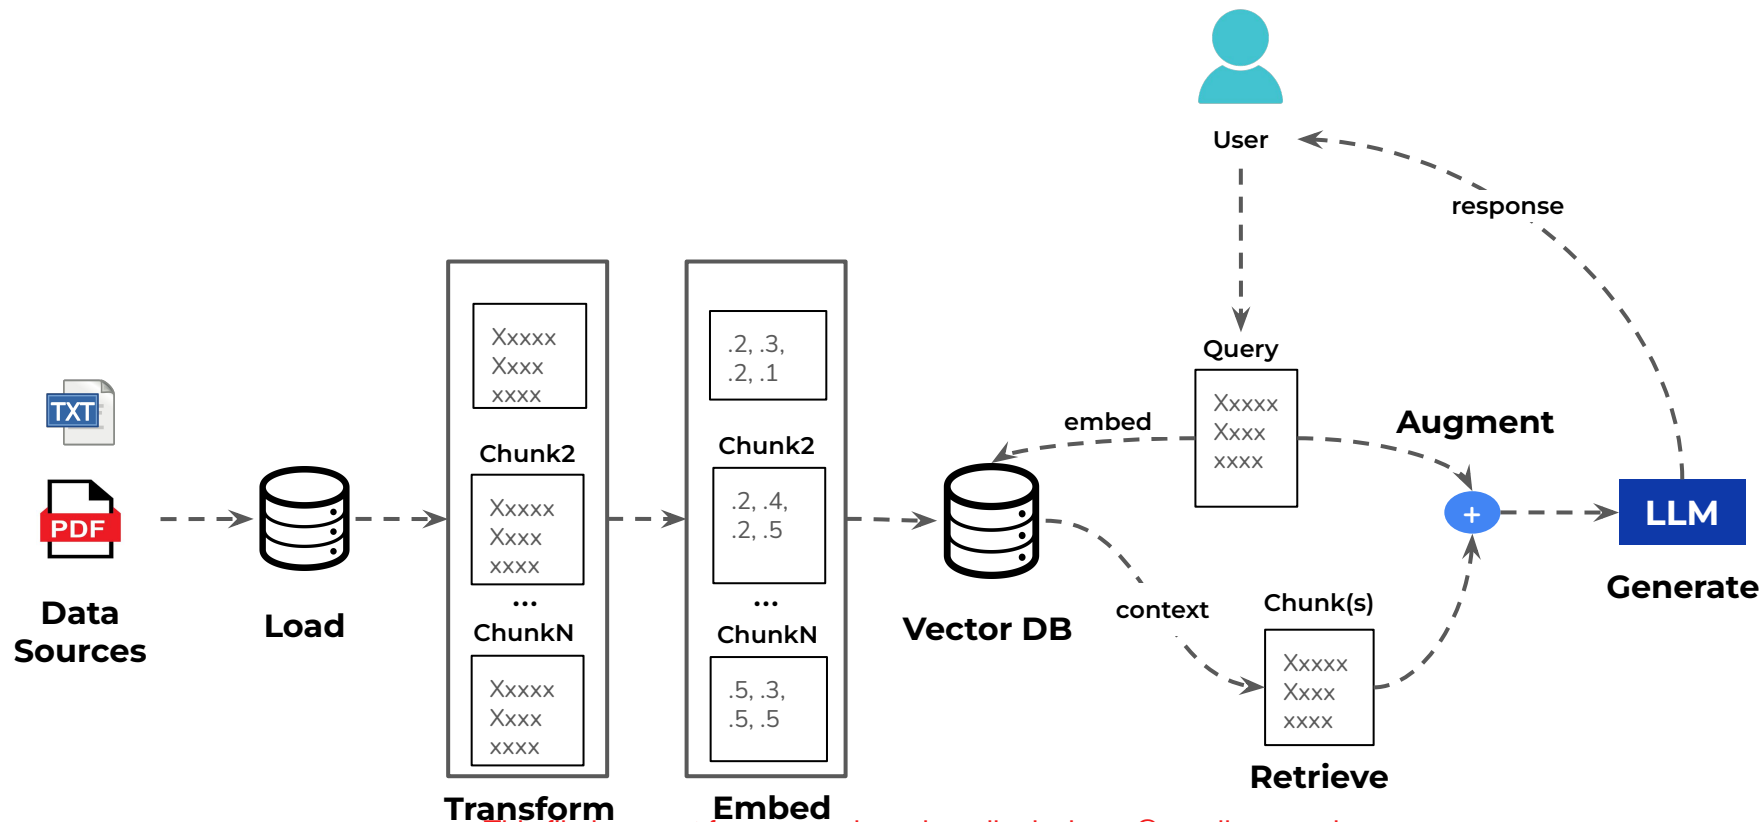 User
response
Query
Xxxxx
Xxxx
xxxx
embed
Augment
+
LLM
Generate
TXT
PDF
Data
Sources
Load
Xxxxx
Xxxx
xxxx
Chunk2
Xxxxx
Xxxx
xxxx
...
ChunkN
Xxxxx
Xxxx
xxxx
Transform
.2, .3,
.2, .1
Chunk2
.2, .4,
.2, .5
...
ChunkN
.5, .3,
.5, .5
Embed
Vector DB
context
Chunk(s)
Xxxxx
Xxxx
xxxx
Retrieve